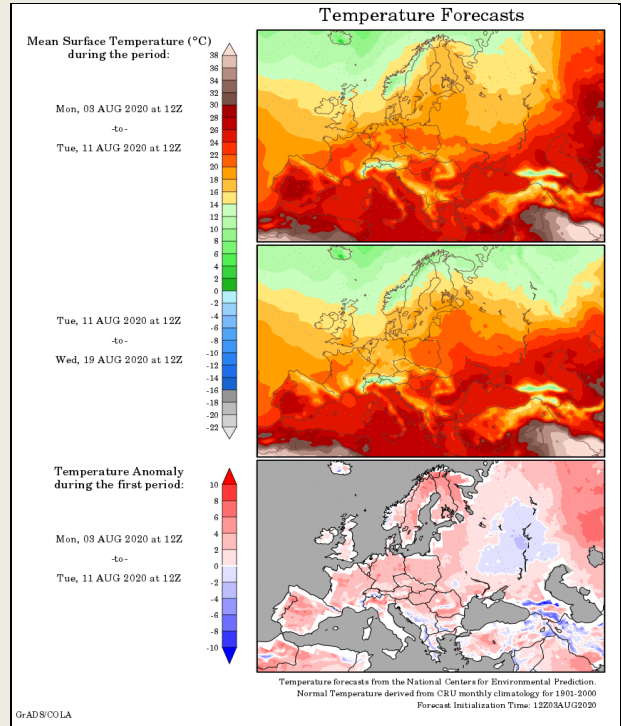 Temperature Forecasts
Mean Surface Temperature (°C)
during the period:
Mon, 03 AUG 2020 at 12Z
-to-
Tue, 11 AUG 2020 at 12Z
38
36
34
32
30
28
26
24
22
20
18
16
14
12
10
8
6
4
2
0
-2
-4
-6
-8
-10
-12
-14
-16
-18
-20
-22
Tue, 11 AUG 2020 at 12Z
-to-
Wed, 19 AUG 2020 at 12Z
Temperature Anomaly
during the first period:
Mon, 03 AUG 2020 at 12Z
-to-
Tue, 11 AUG 2020 at 12Z
10
8
6
4
2
0
-2
-4
-6
-8
-10
Temperature forecasts from the National Centers for Environmental Prediction.
Normal Temperature derived from CRU monthly climatology for 1901-2000
Forecast Initialization Time: 12Z03AUG2020
GrADS/COLA